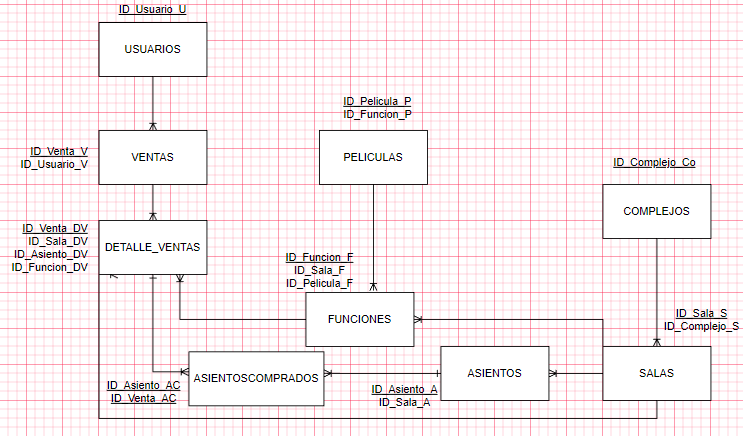 ID_Usuario_U
USUARIOS
ID_Pelicula_P
ID_Funcion_P
ID_Venta_V
ID_Usuario_V
VENTAS
PELICULAS
ID_Complejo_Co
COMPLEJOS
ID_Venta_DV
ID_Sala_DV
ID_Asiento_DV
ID_Funcion_DV
DETALLE_VENTAS
ID_Funcion_F
ID_Sala_F
ID_Pelicula_F
FUNCIONES
ID_Sala_S
ID_Complejo_S
ID_Asiento_AC
ID_Venta_AC
ASIENTOSCOMPRADOS
ID_Asiento_A
ID_Sala_A
ASIENTOS
SALAS